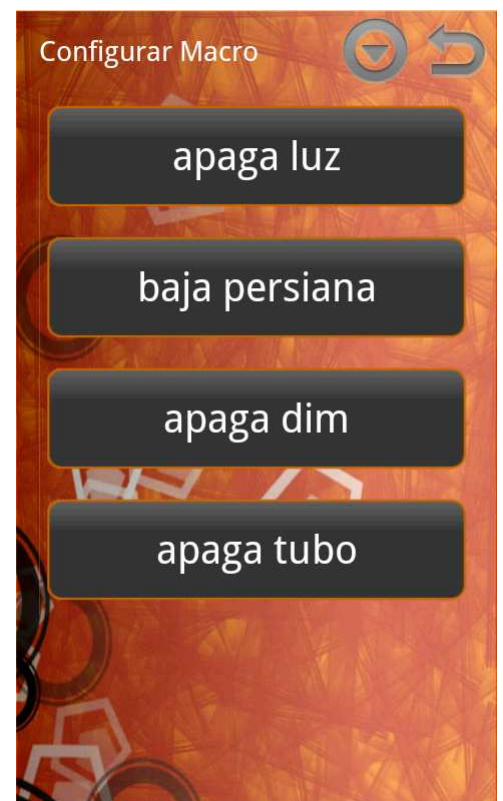 Configurar Macro
apaga luz
baja persiana
apaga dim
apaga tubo